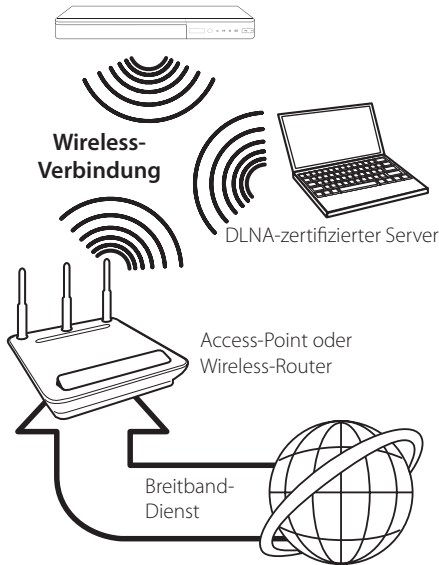 Wireless-
Verbindung
DLNA-zertifizierter Server
Access-Point oder
Wireless-Router
Breitband-
Dienst